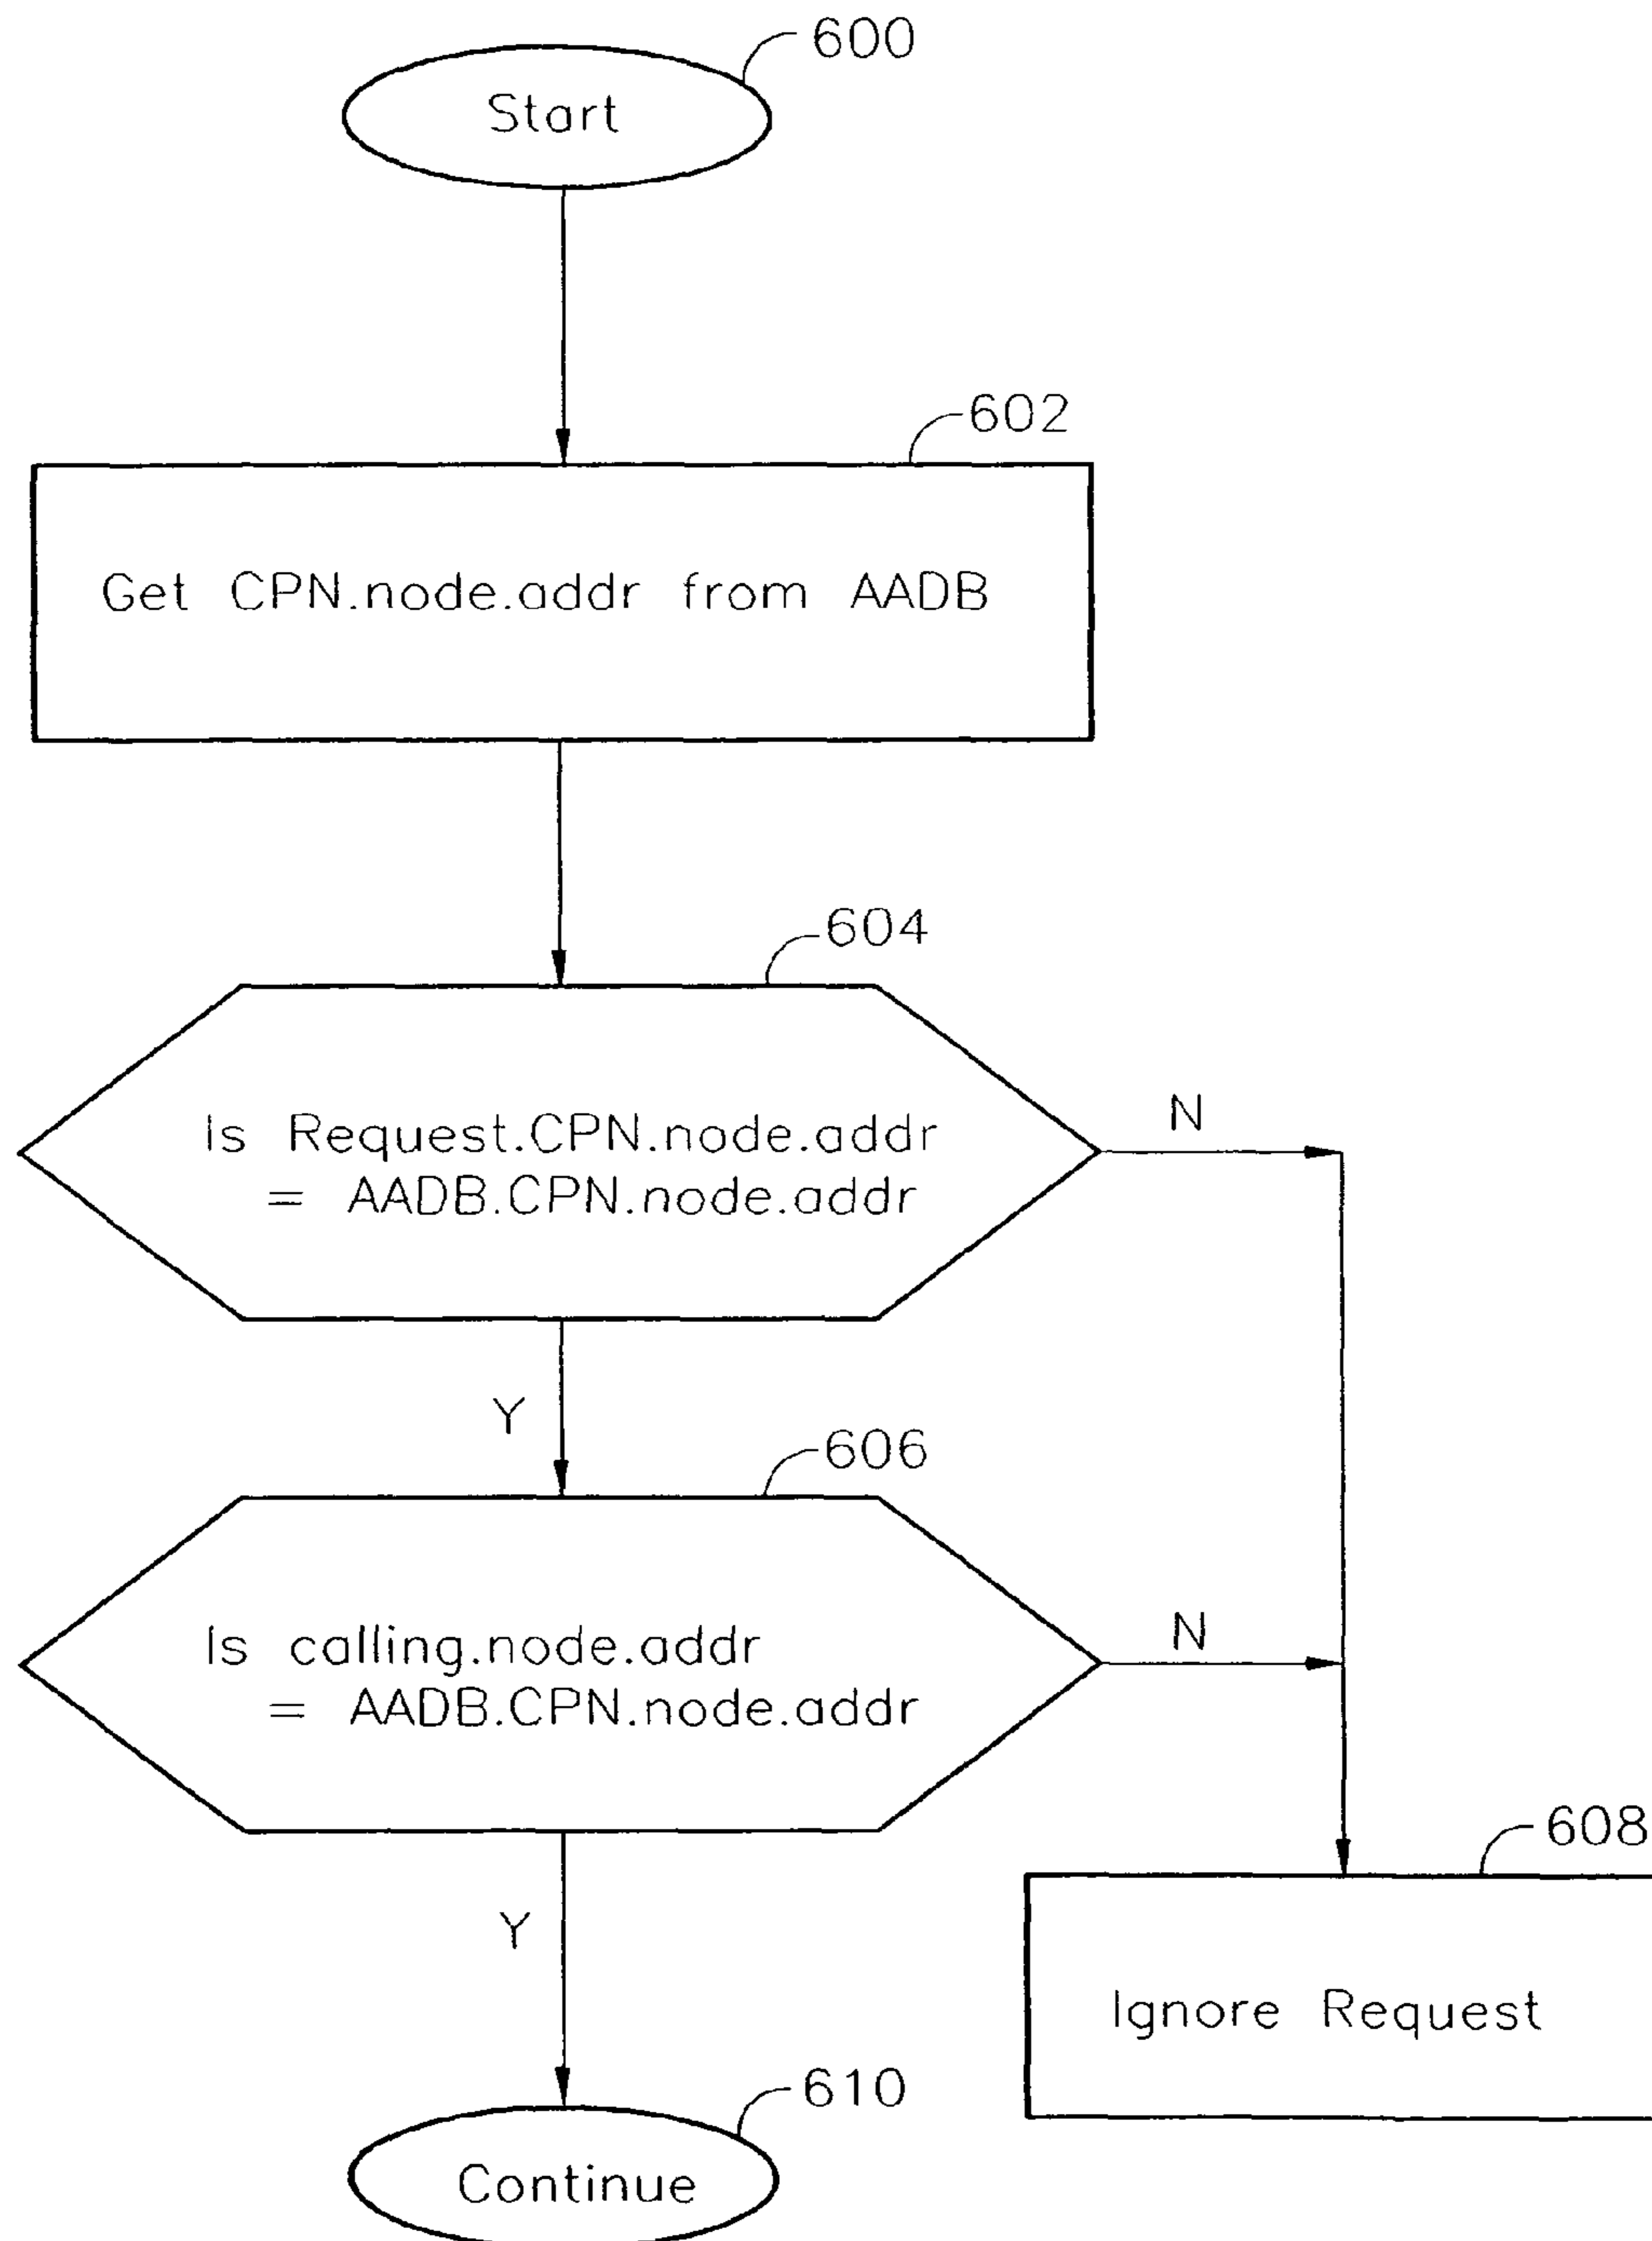 600
Start
602
Get CPN.node.addr from AADB
604
Is Request.CPN.node.addr
= AADB.CPN.node.addr
N
Y
606
Is calling.node.addr
= AADB.CPN.node.addr
N
Y
608
Ignore Request
610
Continue